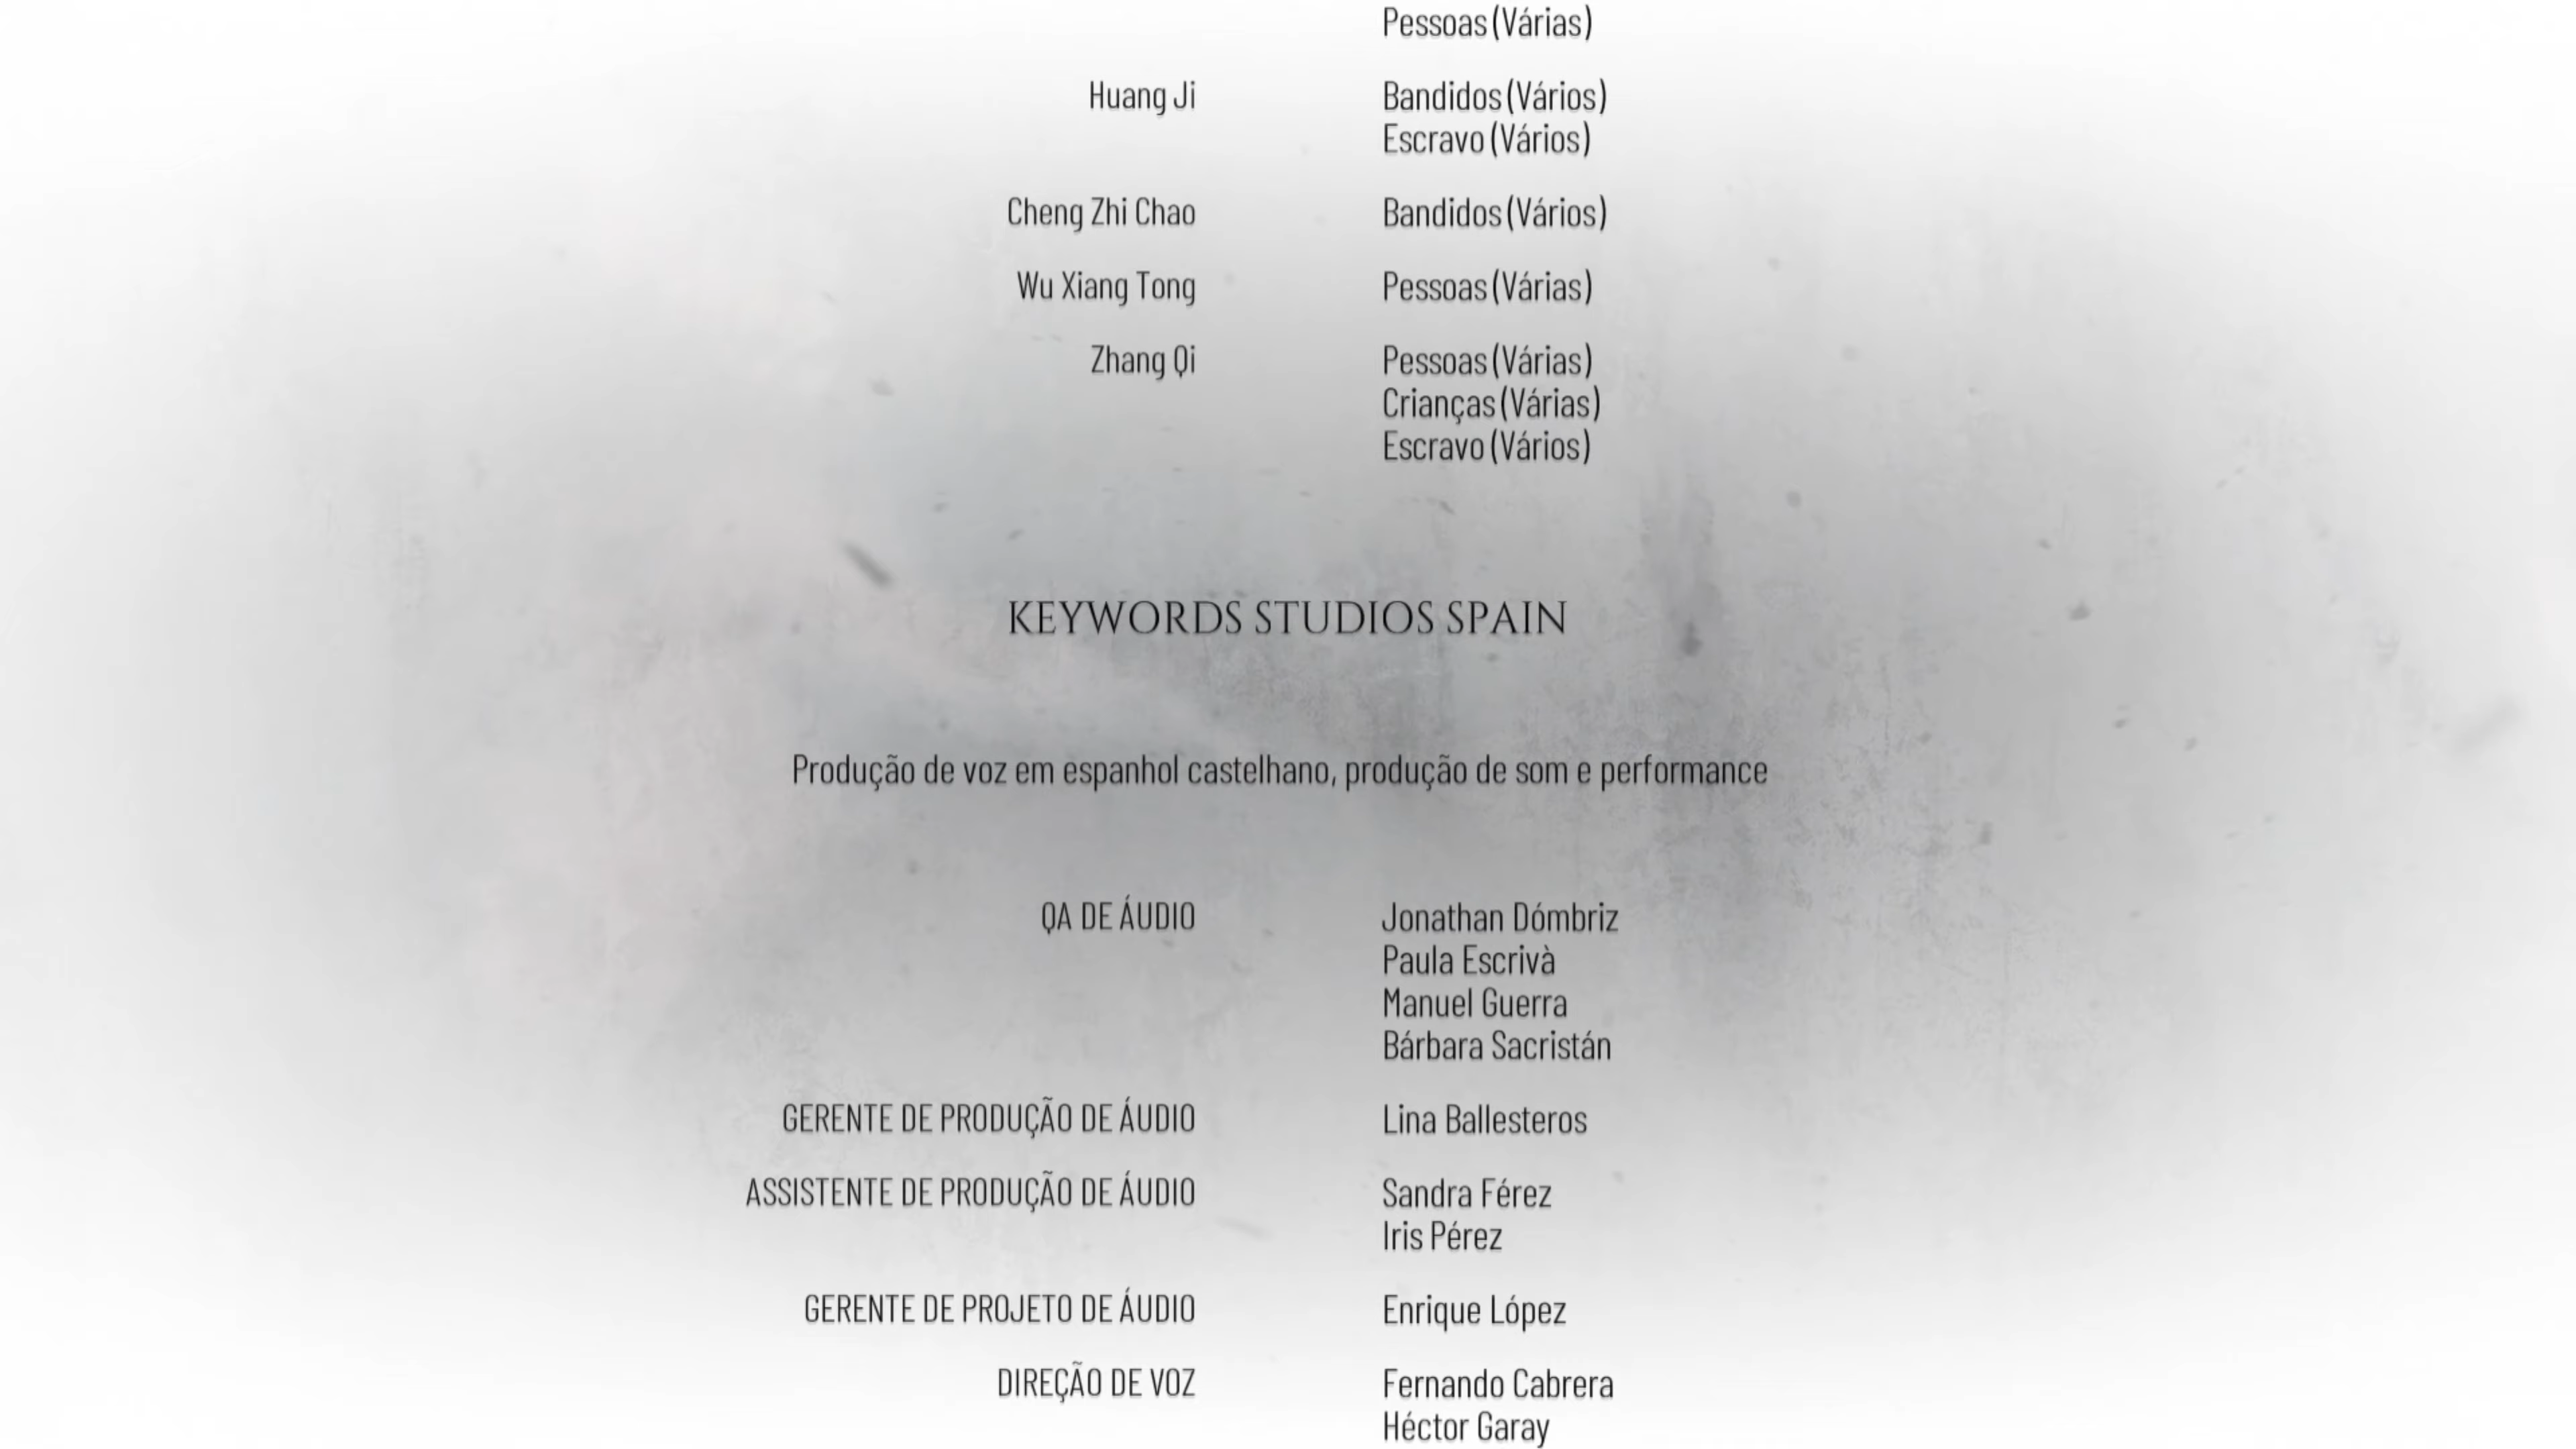 Pessoas (Várias)
Huang Ji Bandidos (Vários)
Escravo (Vários)
Cheng Zhi Chao Bandidos (Vários)
Wu Xiang Tong Pessoas (Várias)
Zhang Qi Pessoas (Várias)
Crianças (Várias)
Escravo (Vários)
KEYWORDS STUDIOS SPAIN
Produção de voz em espanhol castelhano, produção de som e performance
QA DE ÁUDIO Jonathan Dómbriz
Paula Escrivà
Manuel Guerra
Bárbara Sacristán
GERENTE DE PRODUÇÃO DE ÁUDIO Lina Ballesteros
ASSISTENTE DE PRODUÇÃO DE ÁUDIO Sandra Férez
Iris Pérez
GERENTE DE PROJETO DE ÁUDIO Enrique López
DIREÇÃO DE VOZ Fernando Cabrera
Héctor Garay